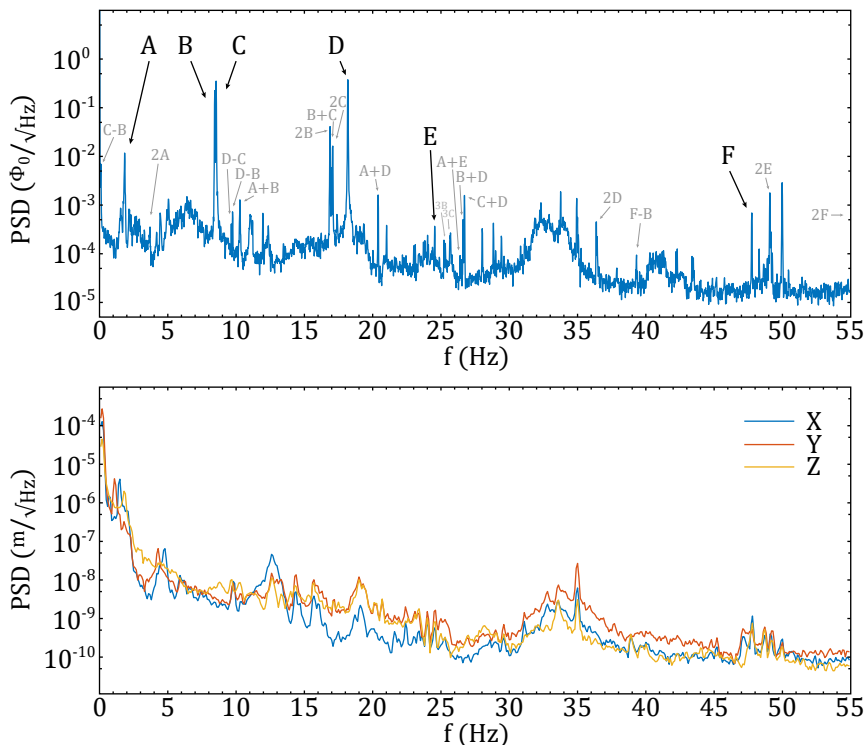 A
B
C
D
E
F
C-B
2A
D-C
D-B
A+B
2B
B+C
2C
A+D
3B
3C
A+E
B+D
C+D
2D
F-B
2E
2F
PSD (Φ₀/√Hz)
10⁰
10⁻¹
10⁻²
10⁻³
10⁻⁴
10⁻⁵
0 5 10 15 20 25 30 35 40 45 50 55
f (Hz)
X
Y
Z
PSD (m/√Hz)
10⁻⁴
10⁻⁵
10⁻⁶
10⁻⁷
10⁻⁸
10⁻⁹
10⁻¹⁰
0 5 10 15 20 25 30 35 40 45 50 55
f (Hz)